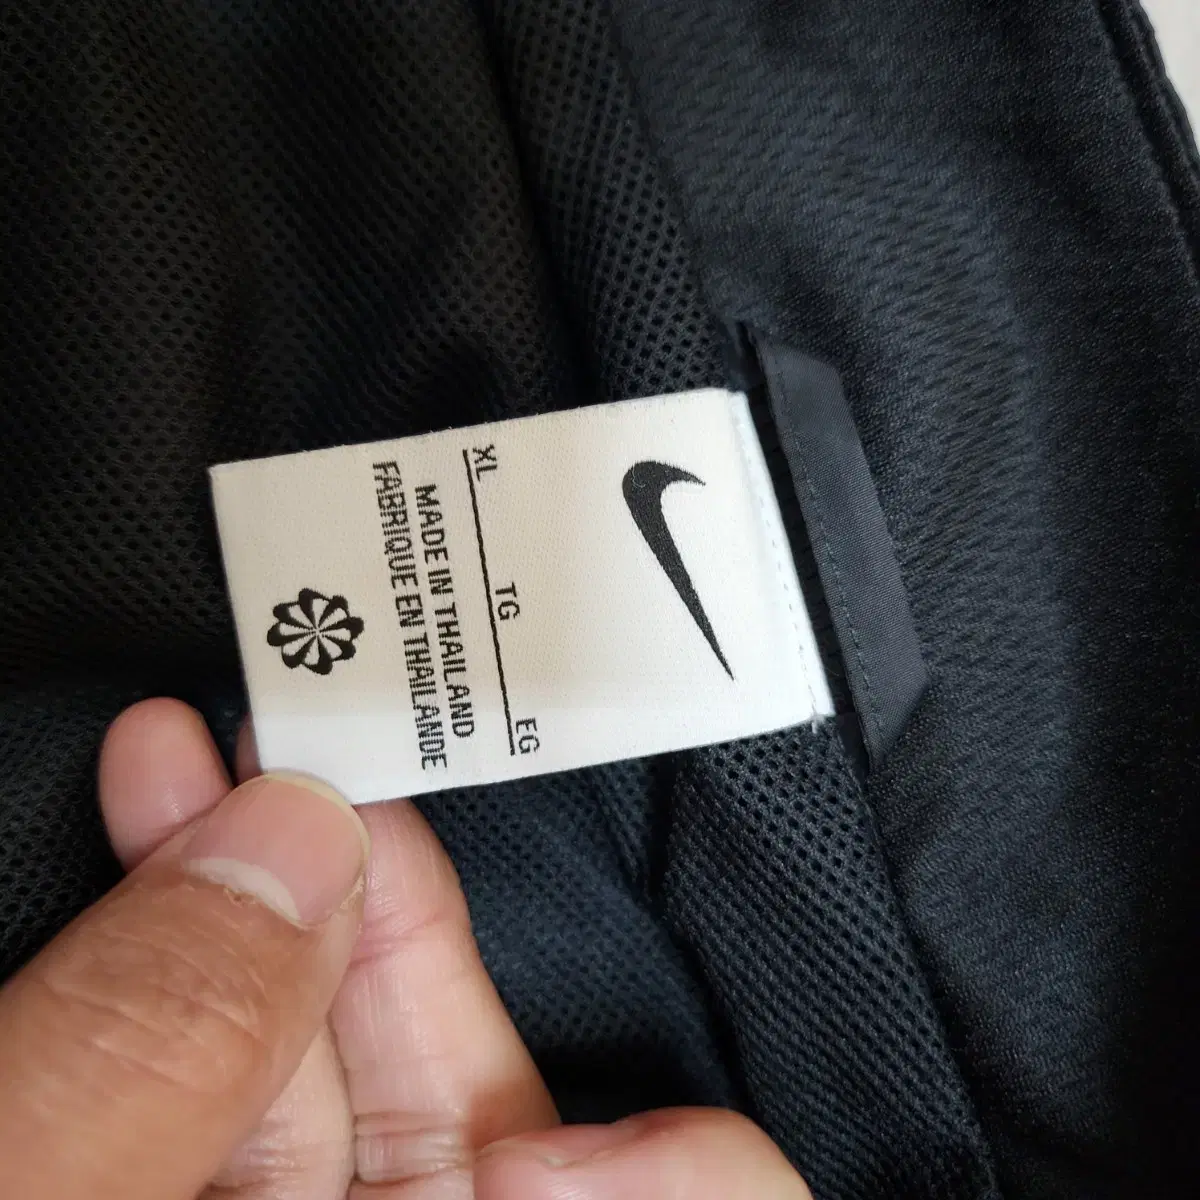 XL TG EG
MADE IN THAILAND
FABRIQUE EN THAILANDE